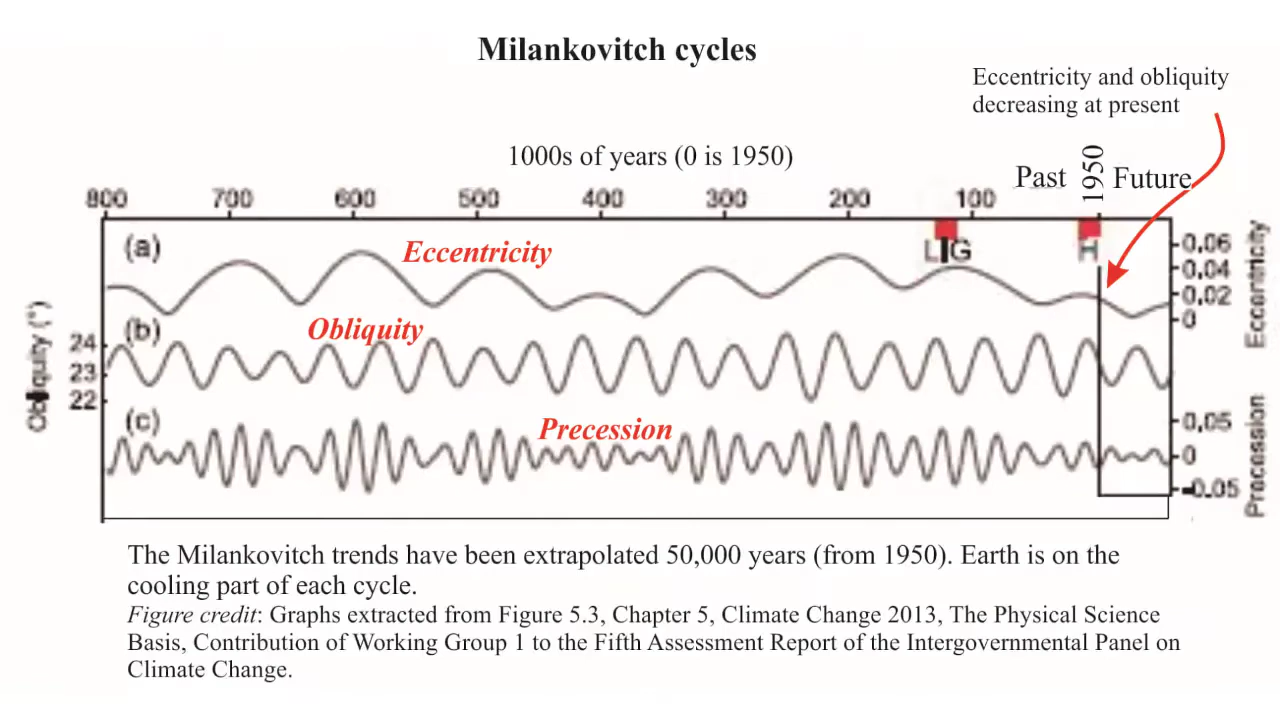 Milankovitch cycles
Eccentricity and obliquity
decreasing at present
1000s of years (0 is 1950)
Past
1950
Future
800 700 600 500 400 300 200 100
(a)
Eccentricity
LIG
H
0.06
0.04
0.02
0
Eccentricity
(b)
Obliquity
24
23
22
Obliquity (°)
(c)
Precession
0.05
0
-0.05
Precession
The Milankovitch trends have been extrapolated 50,000 years (from 1950). Earth is on the
cooling part of each cycle.
Figure credit: Graphs extracted from Figure 5.3, Chapter 5, Climate Change 2013, The Physical Science
Basis, Contribution of Working Group 1 to the Fifth Assessment Report of the Intergovernmental Panel on
Climate Change.